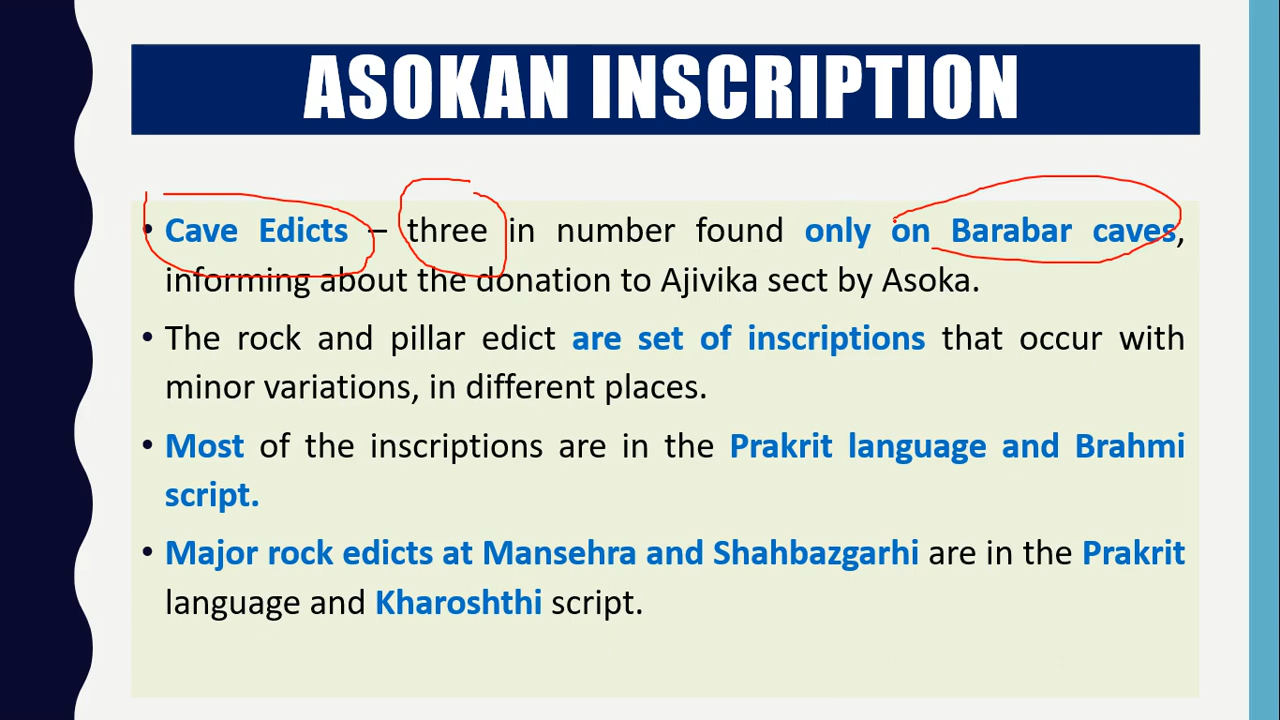 ASOKAN INSCRIPTION
• Cave Edicts – three in number found only on Barabar caves,
informing about the donation to Ajivika sect by Asoka.
• The rock and pillar edict are set of inscriptions that occur with
minor variations, in different places.
• Most of the inscriptions are in the Prakrit language and Brahmi
script.
• Major rock edicts at Mansehra and Shahbazgarhi are in the Prakrit
language and Kharoshthi script.